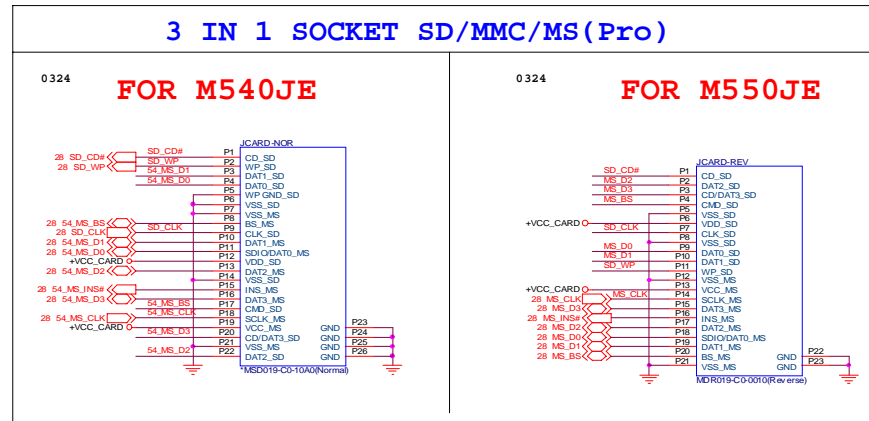 3 IN 1 SOCKET SD/MMC/MS(Pro)
0324
FOR M540JE
JCARD-NOR
28 SD_CD# SD_CD# P1 CD_SD
28 SD_WP SD_WP P2 WP_SD
54_MS_D1 P3 DAT1_SD
54_MS_D0 P4 DAT0_SD
P5 WP GND_SD
P6 VSS_SD
P7 VSS_MS
28 54_MS_BS P8 BS_MS
28 SD_CLK SD_CLK P9 CLK_SD
28 54_MS_D1 P10 DAT1_MS
28 54_MS_D0 P11 SDIO/DAT0_MS
+VCC_CARD P12 VDD_SD
28 54_MS_D2 P13 DAT2_MS
P14 VSS_SD
28 54_MS_INS# P15 INS_MS
28 54_MS_D3 P16 DAT3_MS
54_MS_BS P17 CMD_SD
28 54_MS_CLK 54_MS_CLK P18 SCLK_MS
+VCC_CARD P19 VCC_MS GND P23
54_MS_D3 P20 CD/DAT3_SD GND P24
P21 VSS_MS GND P25
54_MS_D2 P22 DAT2_SD GND P26
*MSD019-C0-10A0(Normal)
0324
FOR M550JE
JCARD-REV
SD_CD# P1 CD_SD
MS_D2 P2 DAT2_SD
MS_D3 P3 CD/DAT3_SD
MS_BS P4 CMD_SD
P5 VSS_SD
+VCC_CARD P6 VDD_SD
SD_CLK P7 CLK_SD
P8 VSS_SD
MS_D0 P9 DAT0_SD
MS_D1 P10 DAT1_SD
SD_WP P11 WP_SD
P12 VSS_MS
+VCC_CARD P13 VCC_MS
28 MS_CLK MS_CLK P14 SCLK_MS
28 MS_D3 P15 DAT3_MS
28 MS_INS# P16 INS_MS
28 MS_D2 P17 DAT2_MS
28 MS_D0 P18 SDIO/DAT0_MS
28 MS_D1 P19 DAT1_MS
28 MS_BS P20 BS_MS GND P22
P21 VSS_MS GND P23
MDR019-C0-0010(Reverse)